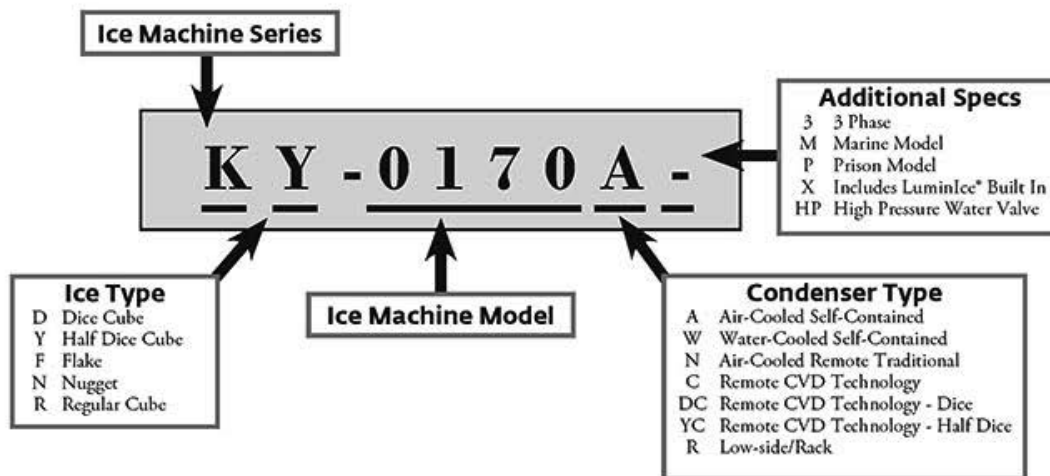 Ice Machine Series
KY-0170A-
Additional Specs
3 3 Phase
M Marine Model
P Prison Model
X Includes LuminIce® Built In
HP High Pressure Water Valve
Ice Type
D Dice Cube
Y Half Dice Cube
F Flake
N Nugget
R Regular Cube
Ice Machine Model
Condenser Type
A Air-Cooled Self-Contained
W Water-Cooled Self-Contained
N Air-Cooled Remote Traditional
C Remote CVD Technology
DC Remote CVD Technology - Dice
YC Remote CVD Technology - Half Dice
R Low-side/Rack